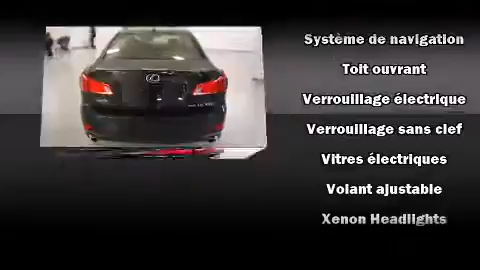 Système de navigation
Toit ouvrant
Verrouillage électrique
Verrouillage sans clef
Vitres électriques
Volant ajustable
Xenon Headlights